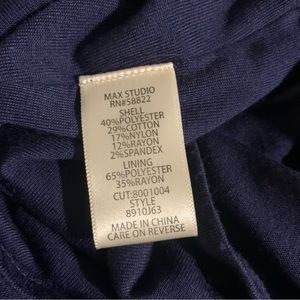 MAX STUDIO
RN#58822
SHELL
40%POLYESTER
29%COTTON
17%NYLON
12%RAYON
2%SPANDEX
LINING
65%POLYESTER
35%RAYON
CUT:8001004
STYLE
8910J63
MADE IN CHINA
CARE ON REVERSE